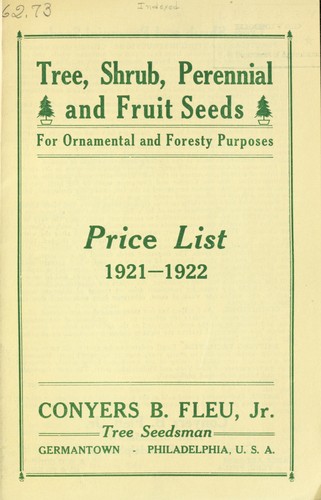 62.73
Indexed
Tree, Shrub, Perennial
and Fruit Seeds
For Ornamental and Foresty Purposes
Price List
1921—1922
CONYERS B. FLEU, Jr.
Tree Seedsman
GERMANTOWN - PHILADELPHIA, U. S. A.